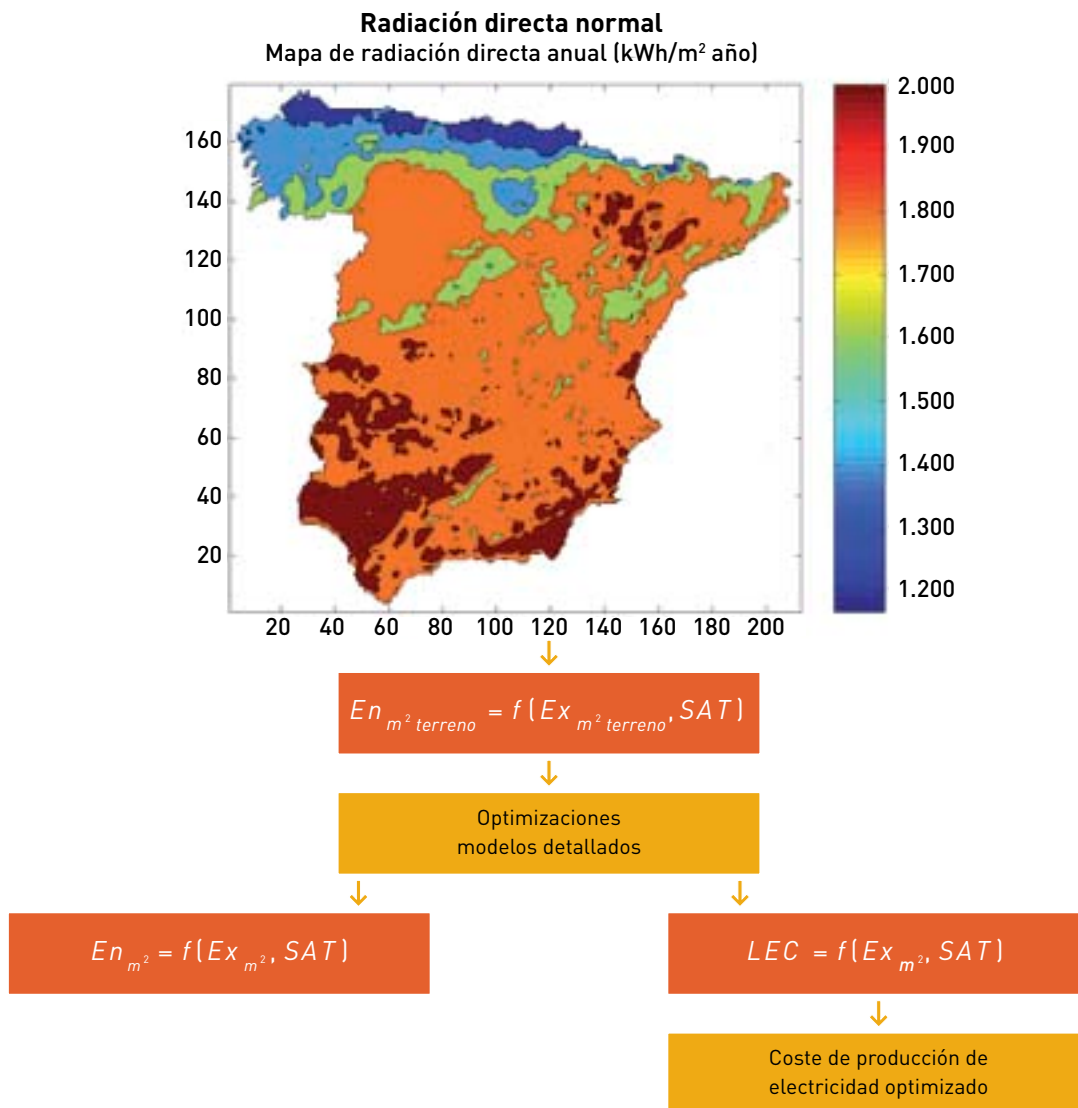 Radiación directa normal
Mapa de radiación directa anual (kWh/m² año)
160
140
120
100
80
60
40
20
20 40 60 80 100 120 140 160 180 200
2.000
1.900
1.800
1.700
1.600
1.500
1.400
1.300
1.200
En m² terreno = f(Ex m² terreno, SAT)
Optimizaciones
modelos detallados
En m² = f(Ex m², SAT)
LEC = f(Ex m², SAT)
Coste de producción de
electricidad optimizado